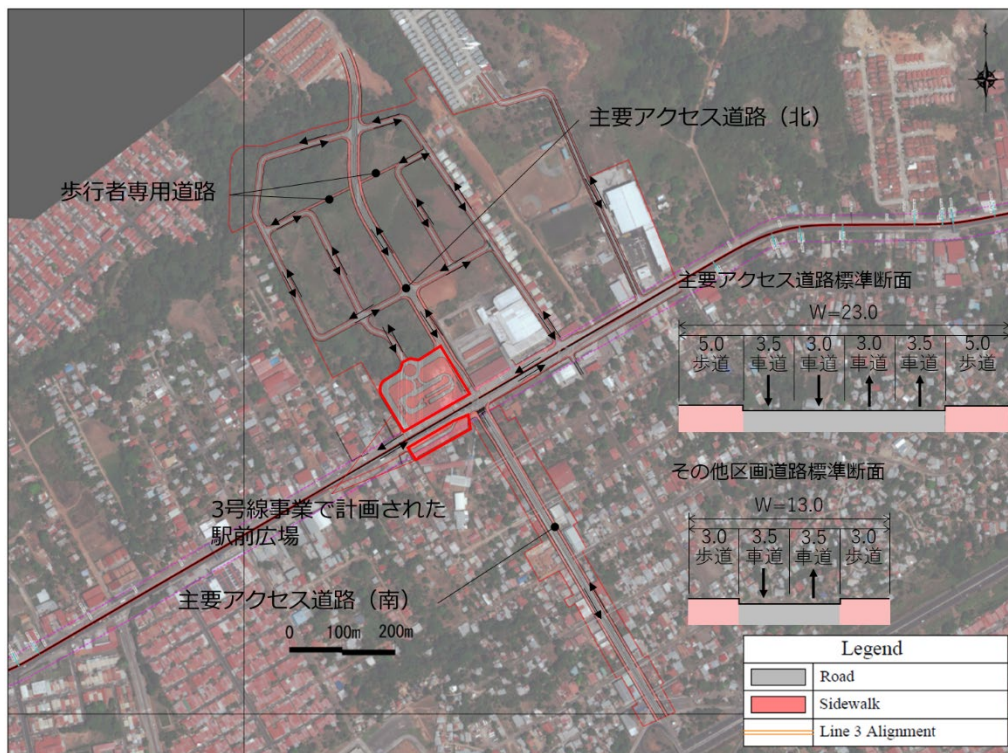 主要アクセス道路（北）
歩行者専用道路
主要アクセス道路標準断面
W=23.0
5.0 3.5 3.0 3.0 3.5 5.0
歩道 車道 車道 車道 車道 歩道
その他区画道路標準断面
W=13.0
3.0 3.5 3.5 3.0
歩道 車道 車道 歩道
3号線事業で計画された
駅前広場
主要アクセス道路（南）
0 100m 200m
Legend
Road
Sidewalk
Line 3 Alignment